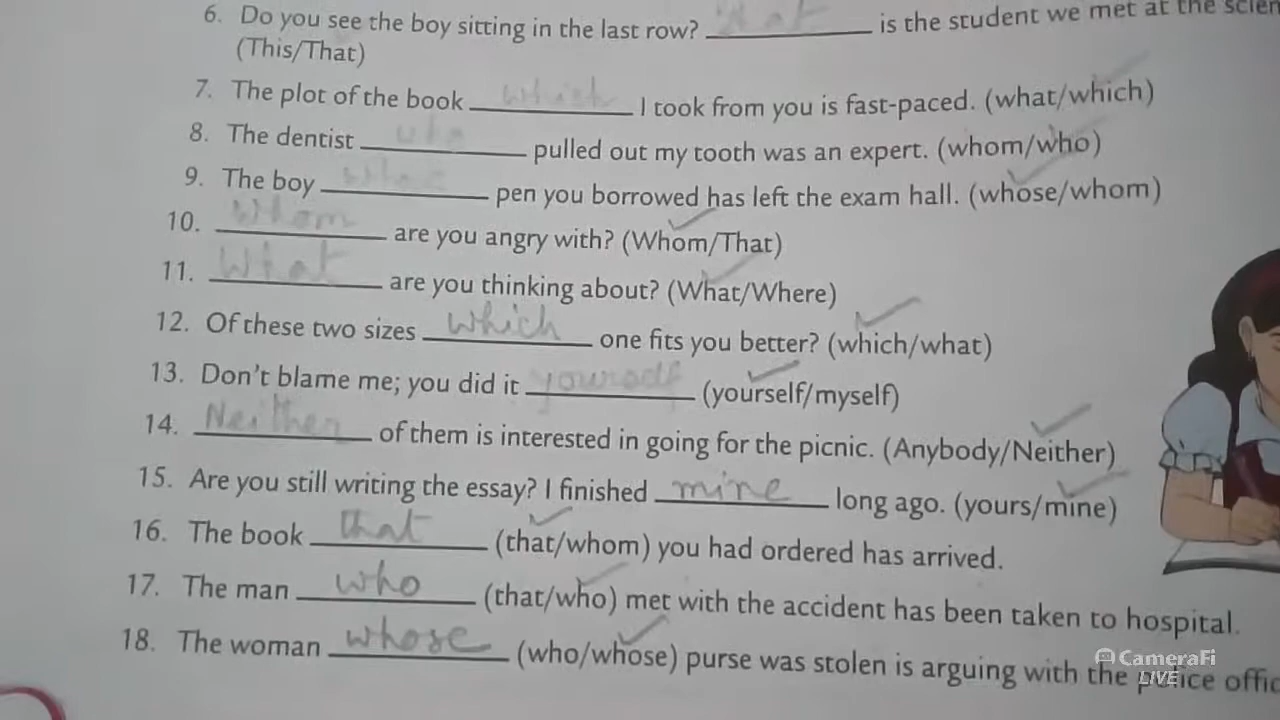 6. Do you see the boy sitting in the last row? that is the student we met at the scien
(This/That)
7. The plot of the book which I took from you is fast-paced. (what/which)
8. The dentist who pulled out my tooth was an expert. (whom/who)
9. The boy whose pen you borrowed has left the exam hall. (whose/whom)
10. Whom are you angry with? (Whom/That)
11. What are you thinking about? (What/Where)
12. Of these two sizes which one fits you better? (which/what)
13. Don't blame me; you did it yourself (yourself/myself)
14. Neither of them is interested in going for the picnic. (Anybody/Neither)
15. Are you still writing the essay? I finished mine long ago. (yours/mine)
16. The book that (that/whom) you had ordered has arrived.
17. The man who (that/who) met with the accident has been taken to hospital.
18. The woman whose (who/whose) purse was stolen is arguing with the police offic
CameraFi
LIVE